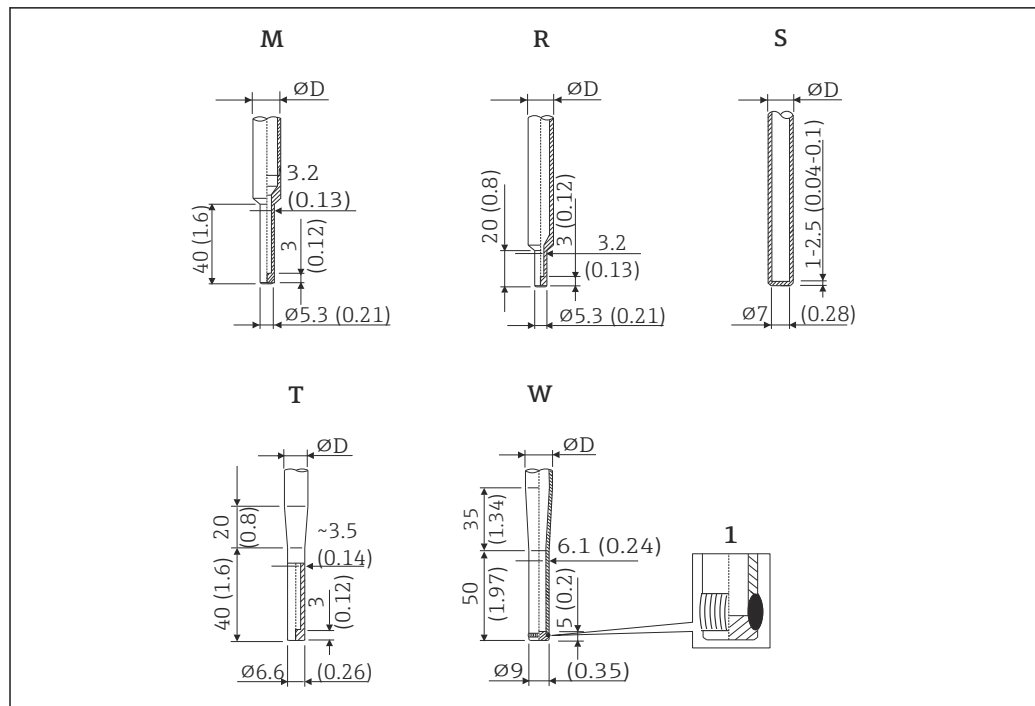 M
R
S
ØD
ØD
ØD
3.2
(0.13)
40 (1.6)
3
(0.12)
Ø5.3 (0.21)
20 (0.8)
3 (0.12)
3.2
(0.13)
Ø5.3 (0.21)
1-2.5 (0.04-0.1)
Ø7 (0.28)
T
W
ØD
ØD
20
(0.8)
~3.5
(0.14)
40 (1.6)
3
(0.12)
Ø6.6 (0.26)
35
(1.34)
6.1 (0.24)
50
(1.97)
5 (0.2)
Ø9 (0.35)
1